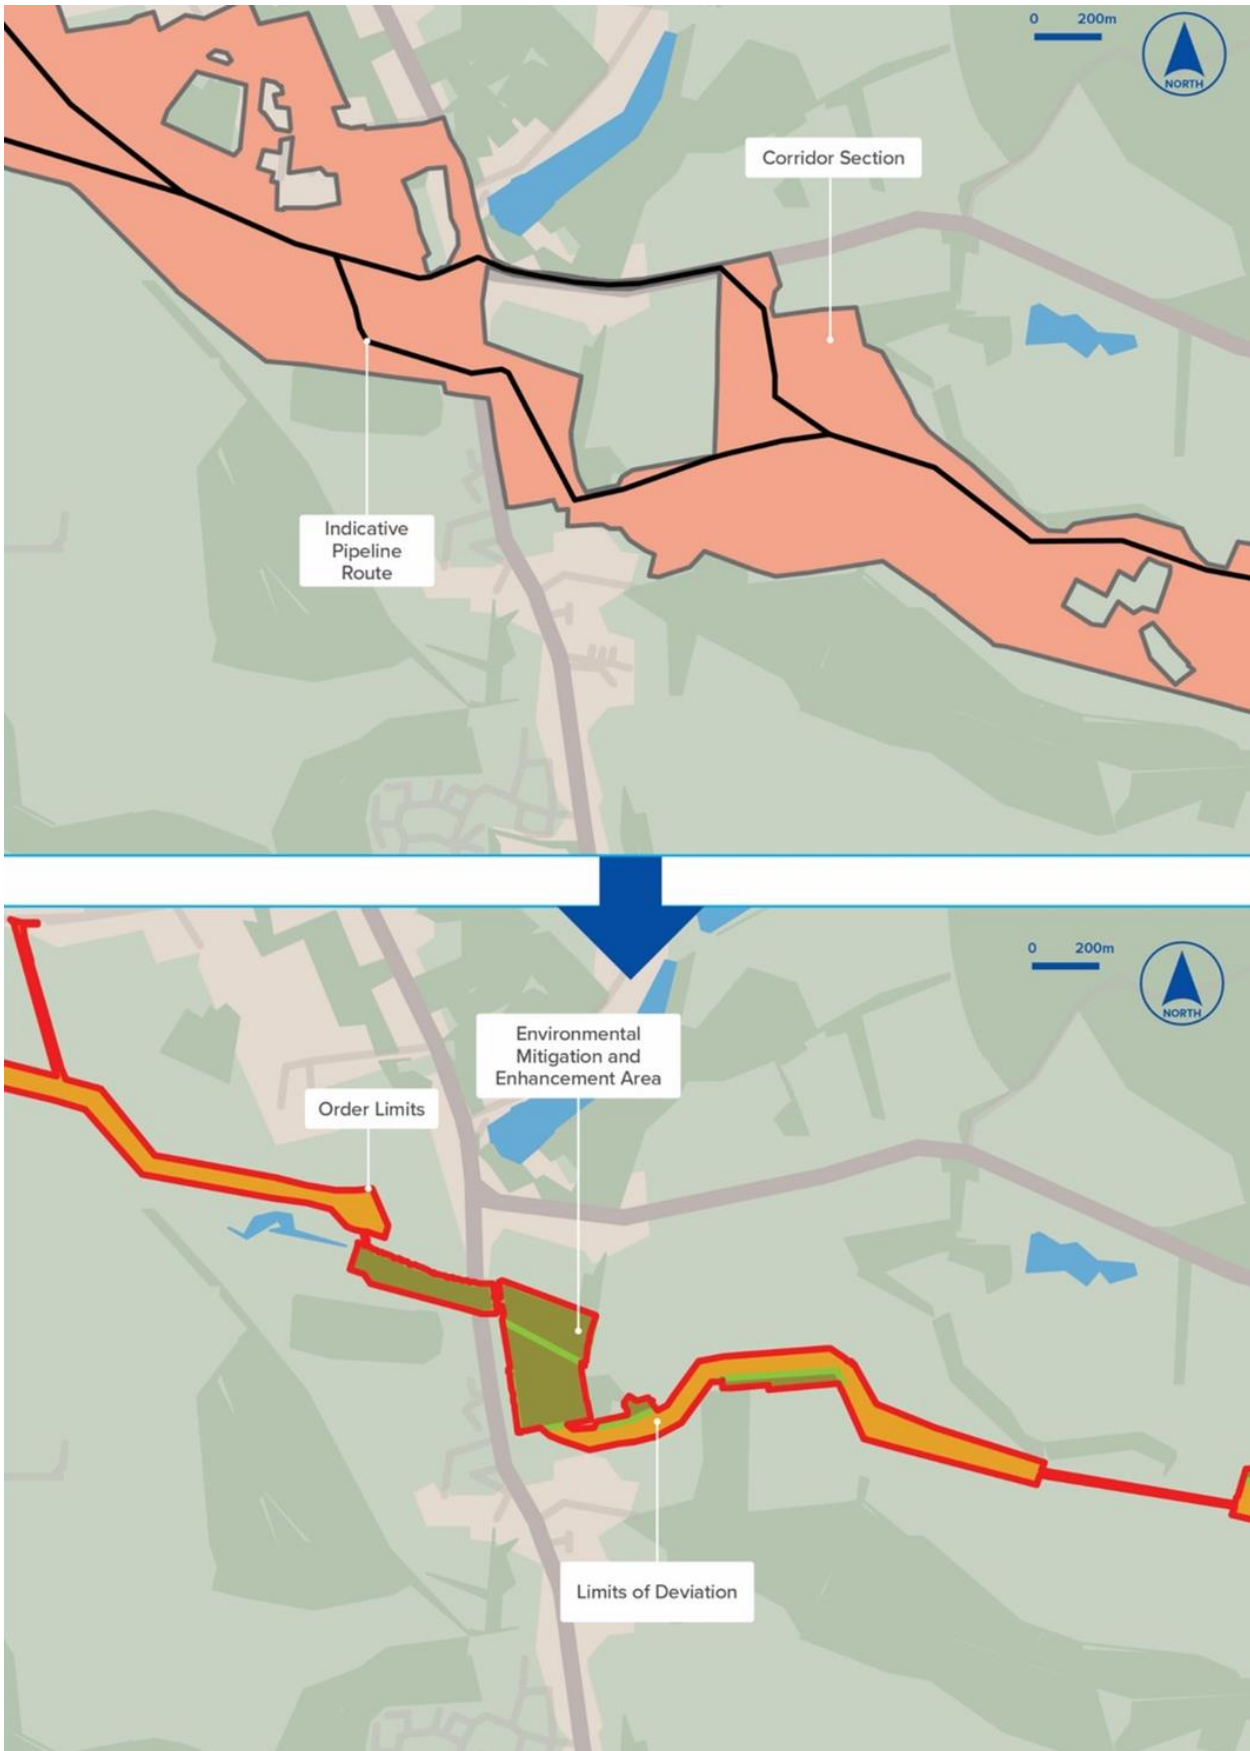 0 200m
NORTH
Corridor Section
Indicative
Pipeline
Route
0 200m
NORTH
Environmental
Mitigation and
Enhancement Area
Order Limits
Limits of Deviation